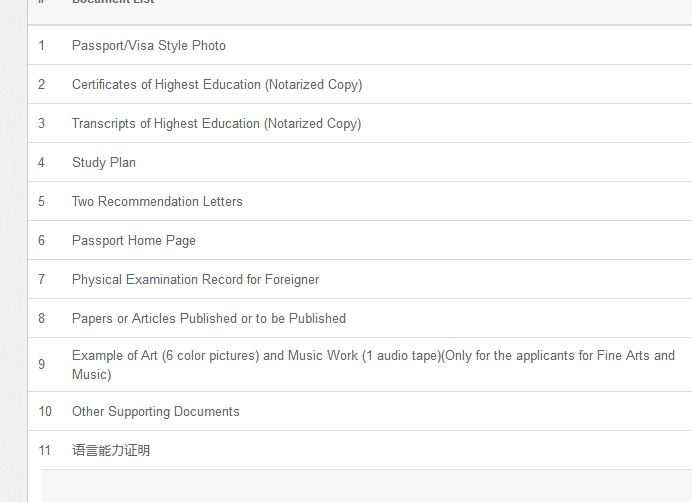 # Document List
1 Passport/Visa Style Photo
2 Certificates of Highest Education (Notarized Copy)
3 Transcripts of Highest Education (Notarized Copy)
4 Study Plan
5 Two Recommendation Letters
6 Passport Home Page
7 Physical Examination Record for Foreigner
8 Papers or Articles Published or to be Published
9 Example of Art (6 color pictures) and Music Work (1 audio tape)(Only for the applicants for Fine Arts and
Music)
10 Other Supporting Documents
11 语言能力证明